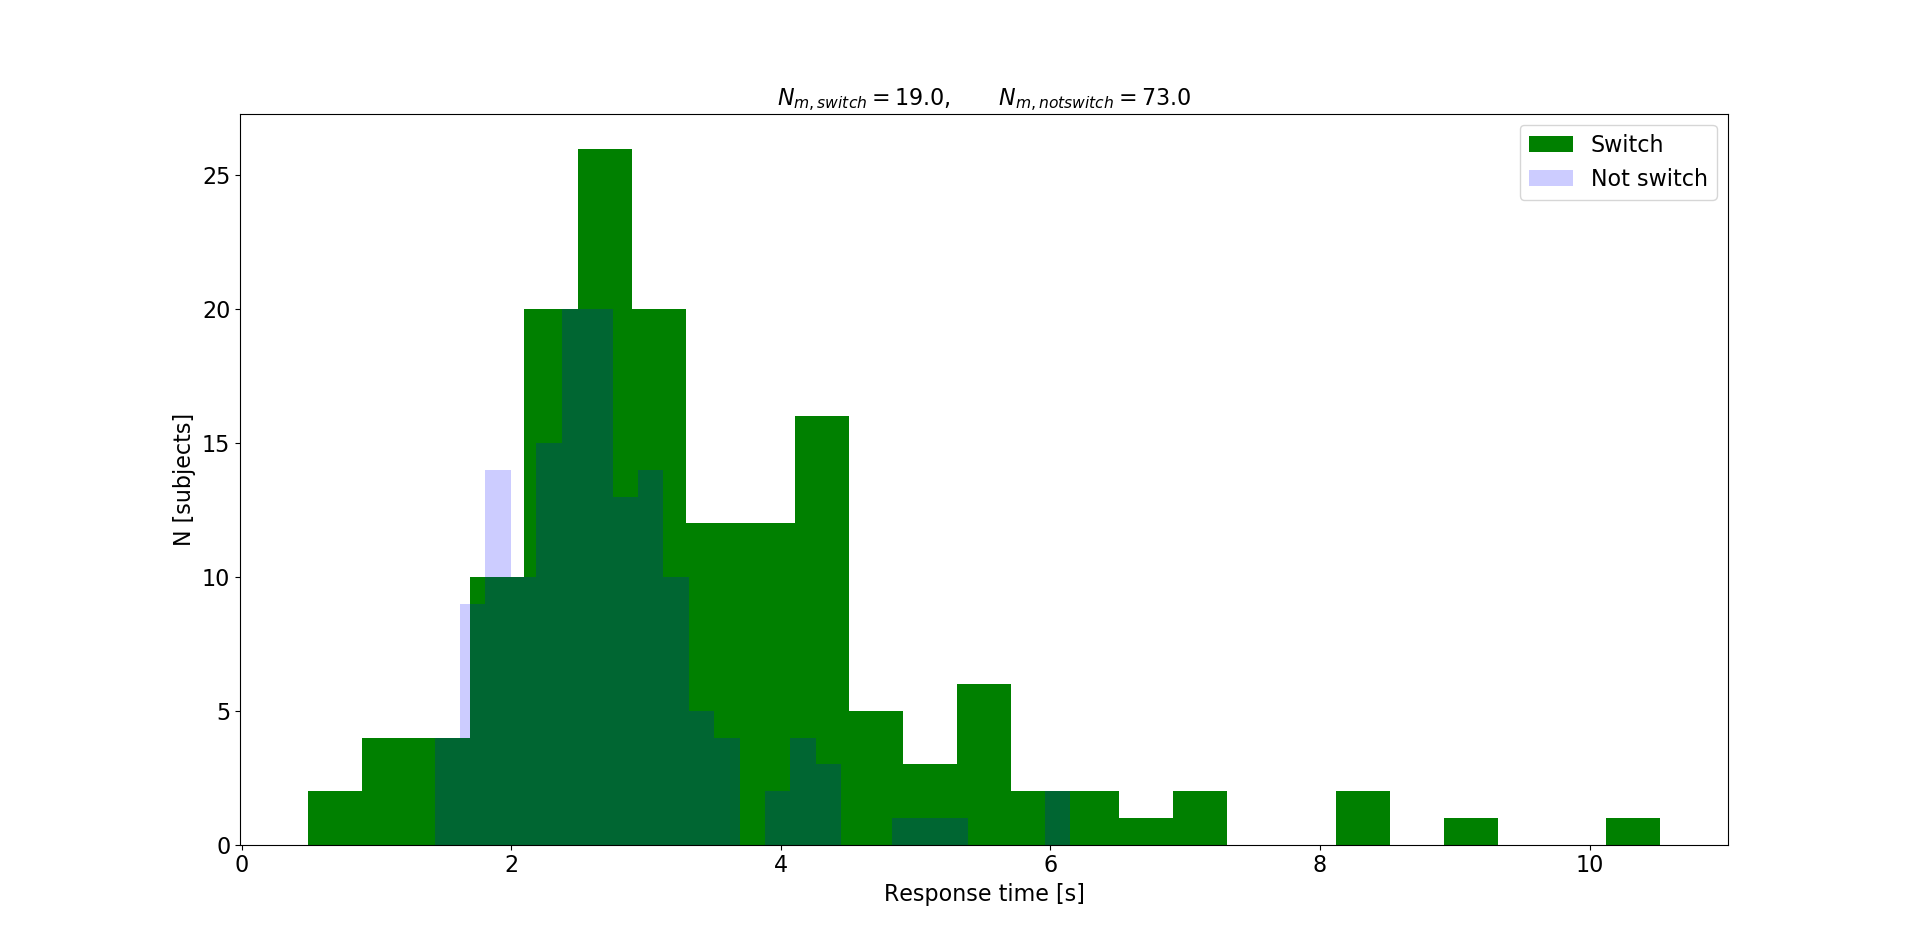 N_{m, switch} = 19.0, N_{m, notswitch} = 73.0
Switch
Not switch
25
20
15
10
5
0
N [subjects]
0 2 4 6 8 10
Response time [s]